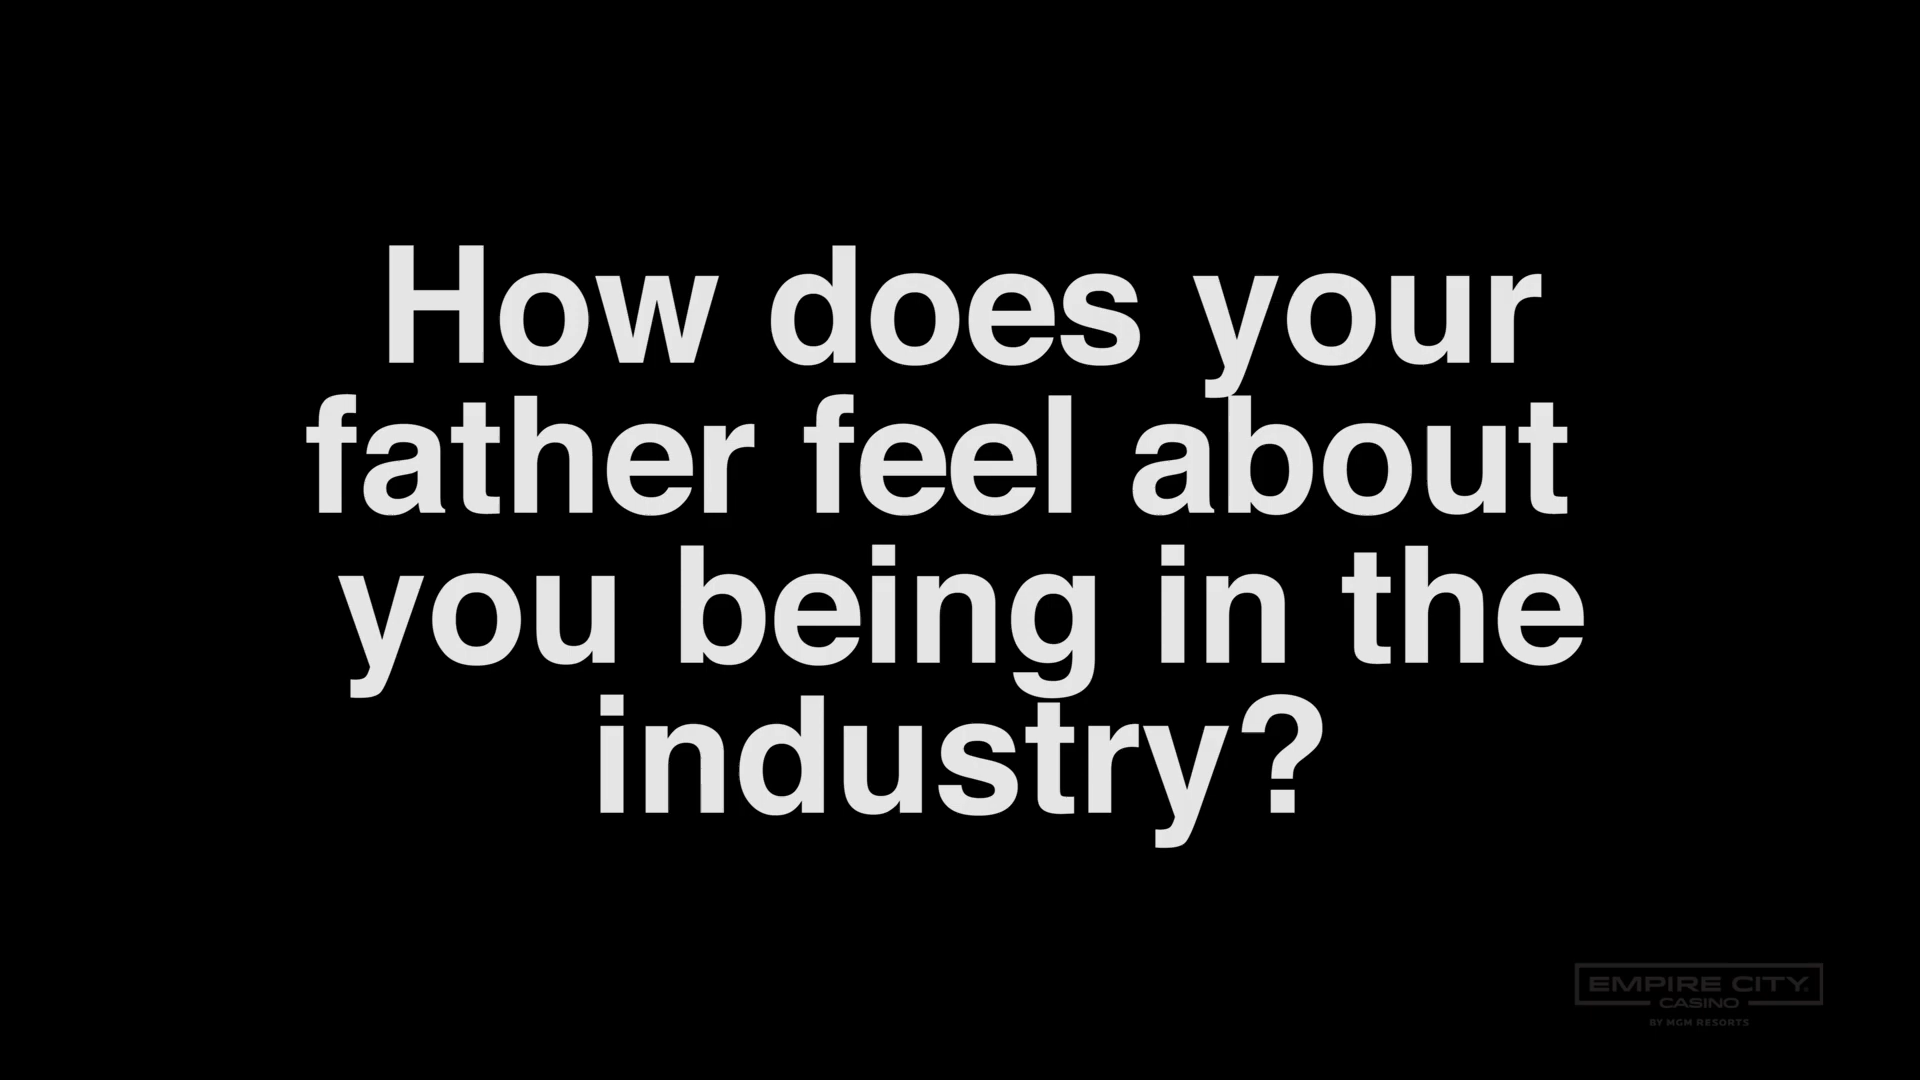 How does your
father feel about
you being in the
industry?
EMPIRE CITY
CASINO
BY MGM RESORTS